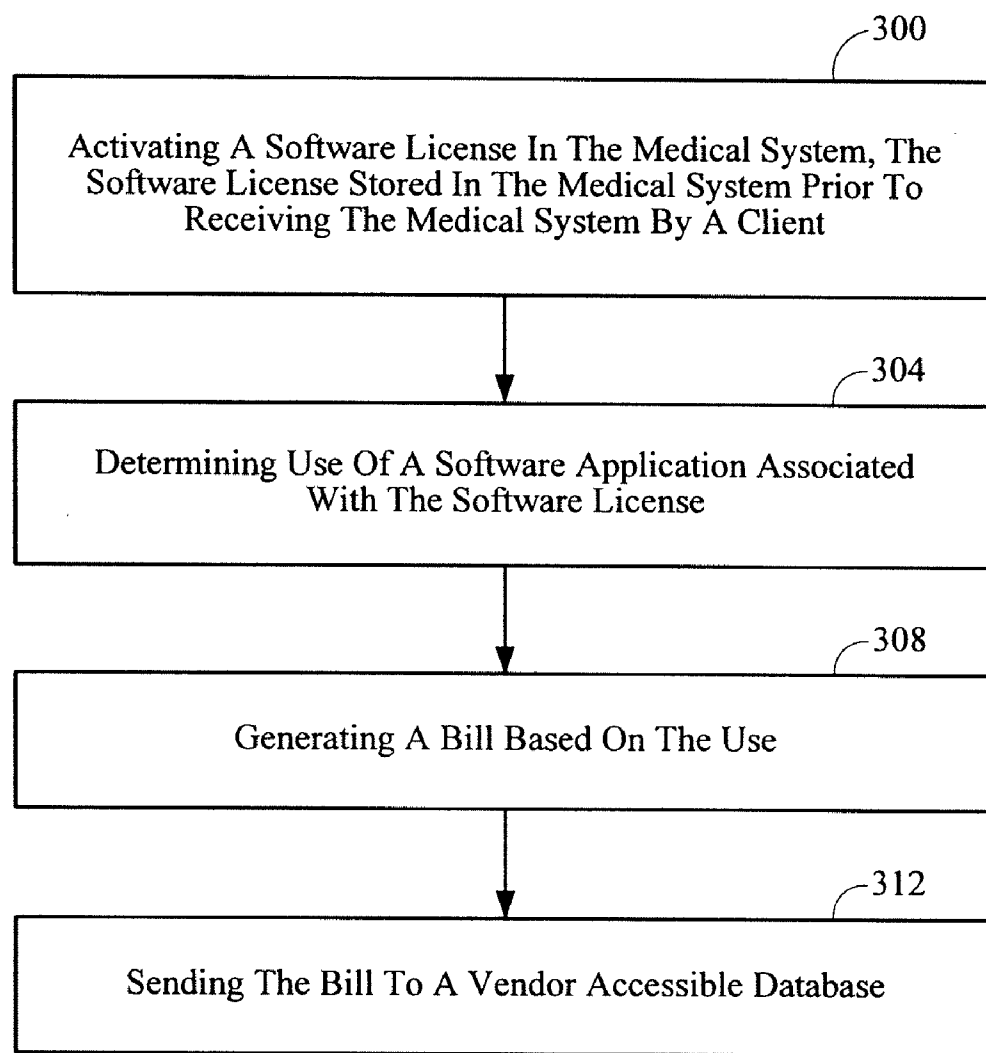 300
Activating A Software License In The Medical System, The
Software License Stored In The Medical System Prior To
Receiving The Medical System By A Client
304
Determining Use Of A Software Application Associated
With The Software License
308
Generating A Bill Based On The Use
312
Sending The Bill To A Vendor Accessible Database